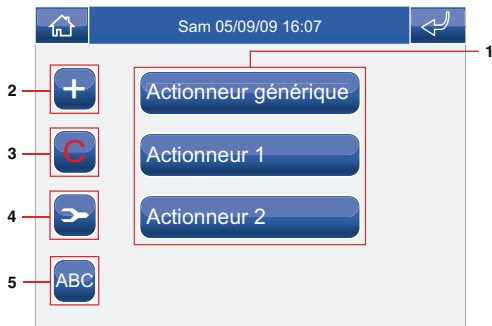 Sam 05/09/09 16:07
1
2
+
Actionneur générique
3
C
Actionneur 1
4
Actionneur 2
5
ABC